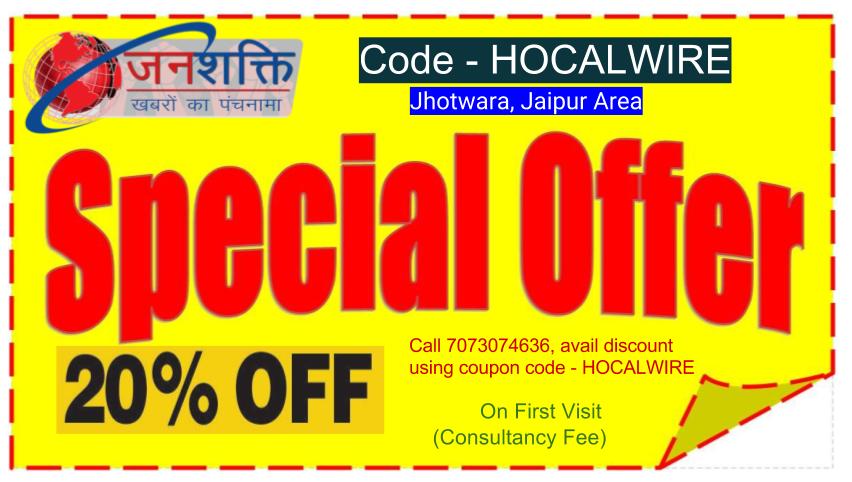 जनशक्ति
खबरों का पंचनामा
Code - HOCALWIRE
Jhotwara, Jaipur Area
Special Offer
20% OFF
Call 7073074636, avail discount
using coupon code - HOCALWIRE
On First Visit
(Consultancy Fee)